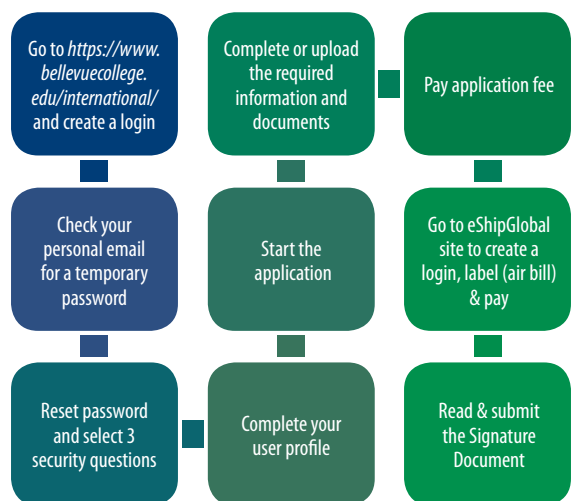 Go to https://www.
bellevuecollege.
edu/international/
and create a login
Check your
personal email
for a temporary
password
Reset password
and select 3
security questions
Complete your
user profile
Start the
application
Complete or upload
the required
information and
documents
Pay application fee
Go to eShipGlobal
site to create a
login, label (air bill)
& pay
Read & submit
the Signature
Document